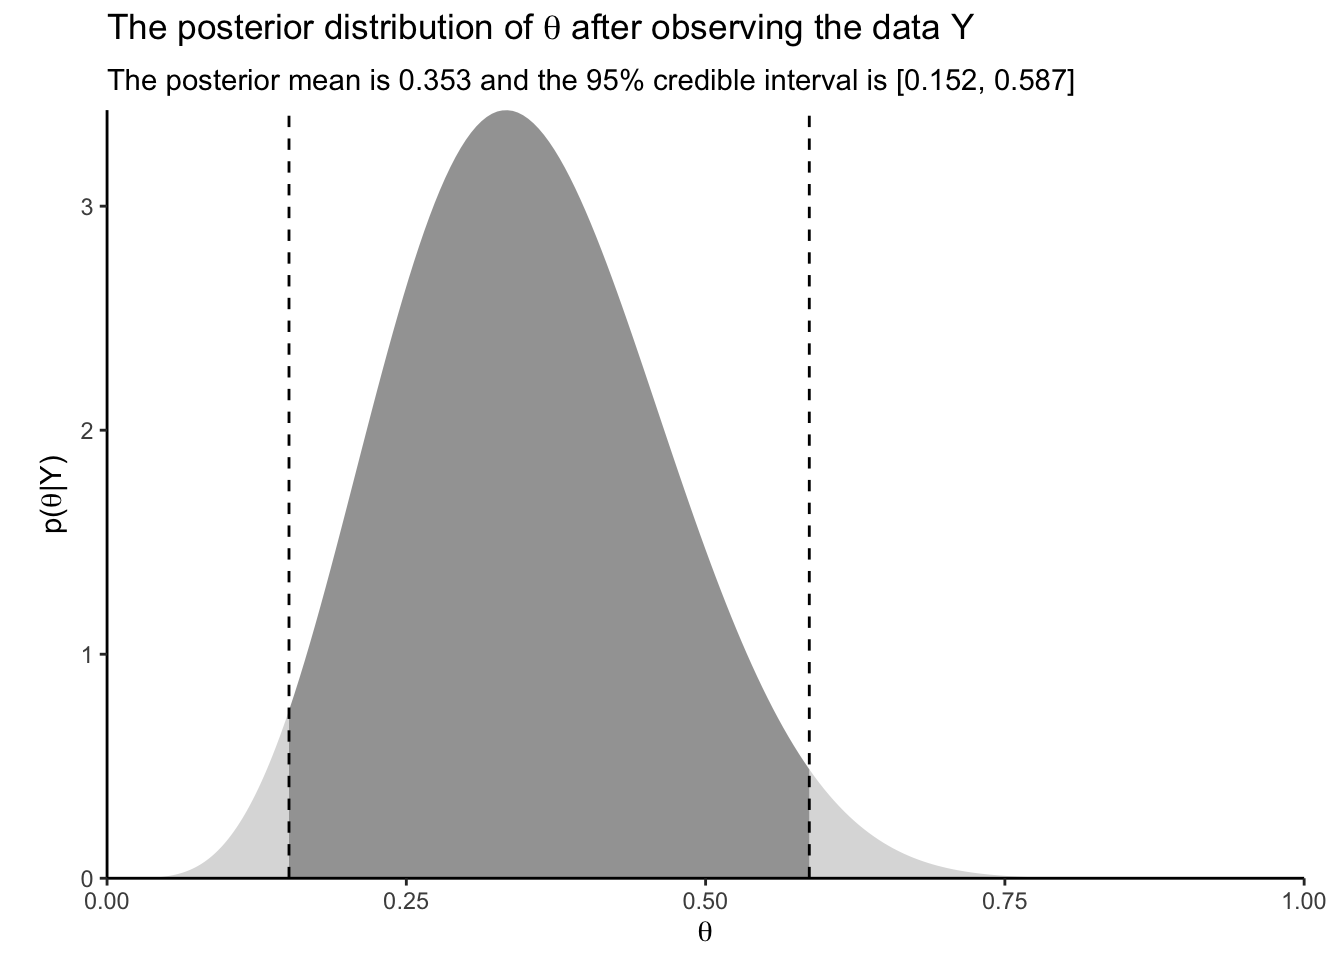 The posterior distribution of θ after observing the data Y
The posterior mean is 0.353 and the 95% credible interval is [0.152, 0.587]
p(θ|Y)
3
2
1
0
0.00 0.25 0.50 0.75 1.00
θ